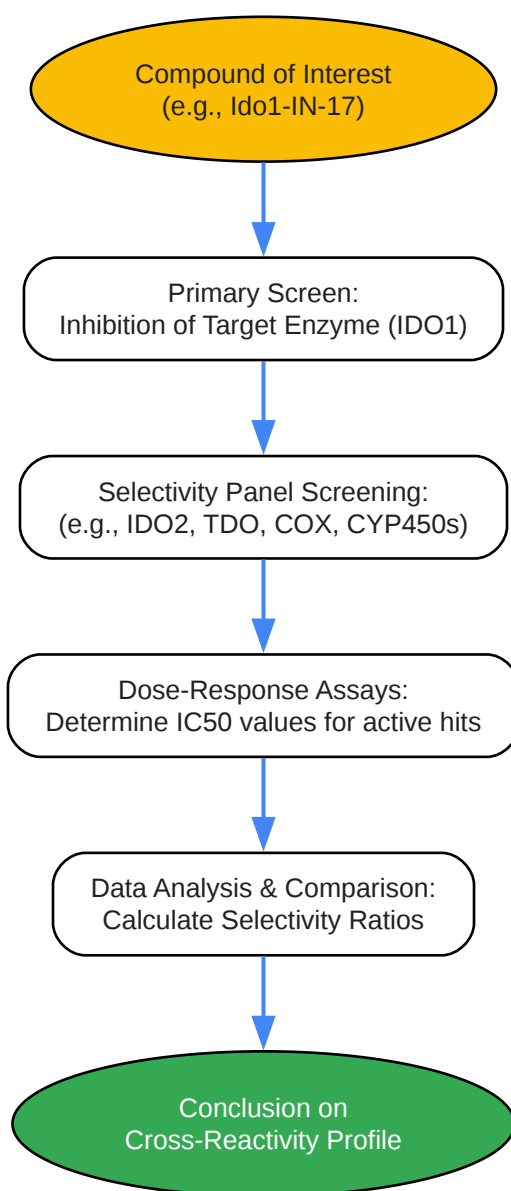 Compound of Interest
(e.g., Ido1-IN-17)
Primary Screen:
Inhibition of Target Enzyme (IDO1)
Selectivity Panel Screening:
(e.g., IDO2, TDO, COX, CYP450s)
Dose-Response Assays:
Determine IC50 values for active hits
Data Analysis & Comparison:
Calculate Selectivity Ratios
Conclusion on
Cross-Reactivity Profile